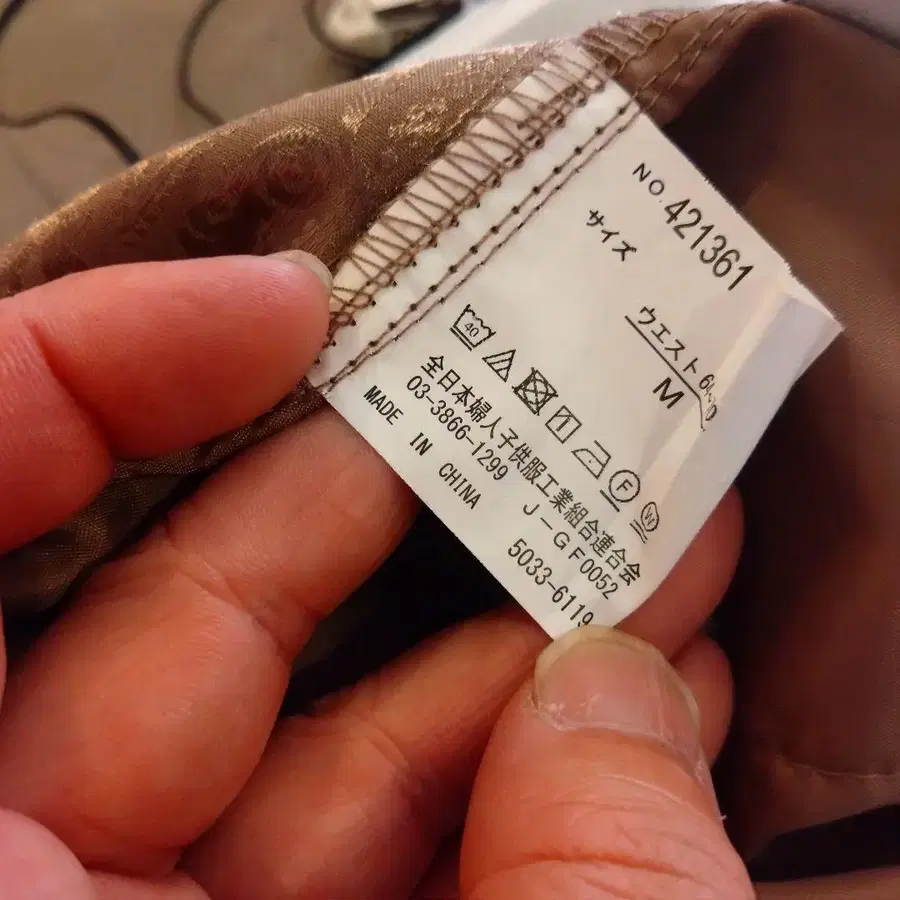 NO. 421361
サイズ
ウエスト
M
40
F
W
全日本婦人子供服工業組合連合会
03-3866-1299 J-GF0052
MADE IN CHINA 5033-6119